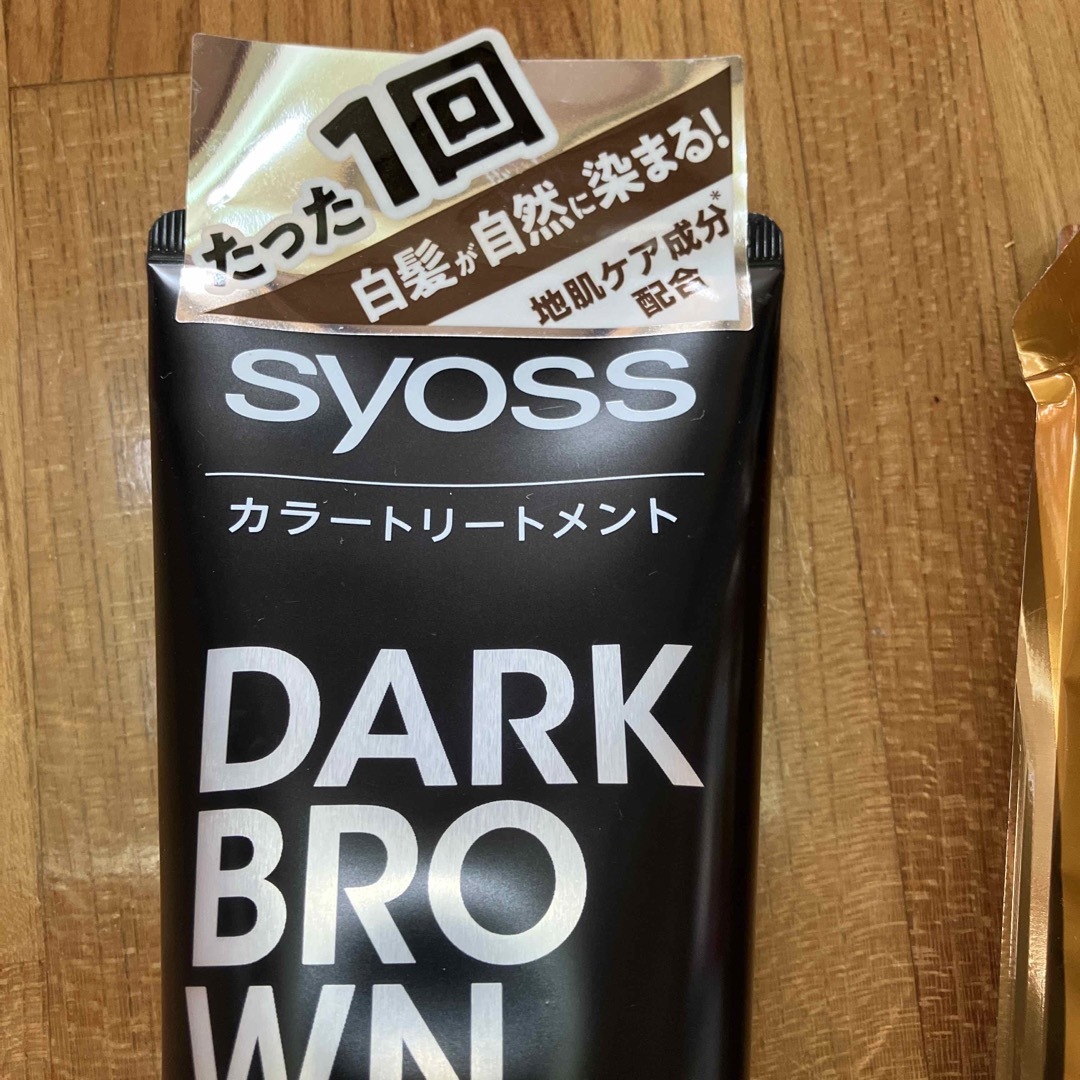 たった1回
白髪が自然に染まる!
地肌ケア成分*
配合
syoss
カラートリートメント
DARK
BRO
WN